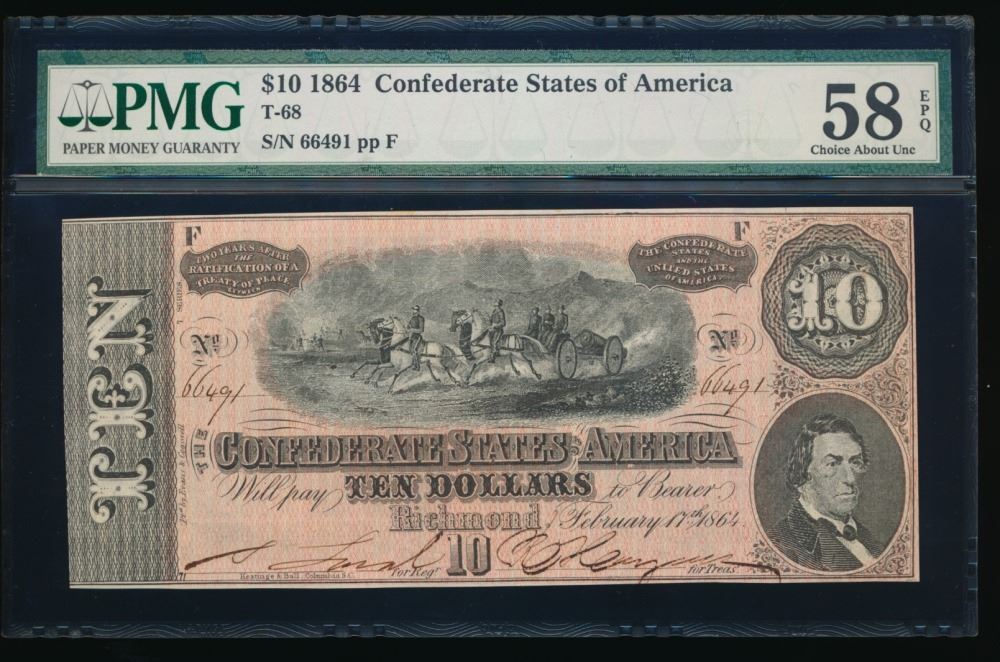 PMG
PAPER MONEY GUARANTY
$10 1864 Confederate States of America
T-68
S/N 66491 pp F
58
EPQ
Choice About Unc
F
F
TWO YEARS AFTER
THE
RATIFICATION OF A
TREATY OF PEACE
BETWEEN
THE CONFEDERATE
STATES
AND THE
UNITED STATES
OF AMERICA
10
TEN
No
No
66491
66491
THE
CONFEDERATE STATES OF AMERICA
Will pay TEN DOLLARS to Bearer
Richmond February 17th 1864
for Regr
10
for Treasr
Keatinge & Ball Columbia S.C.